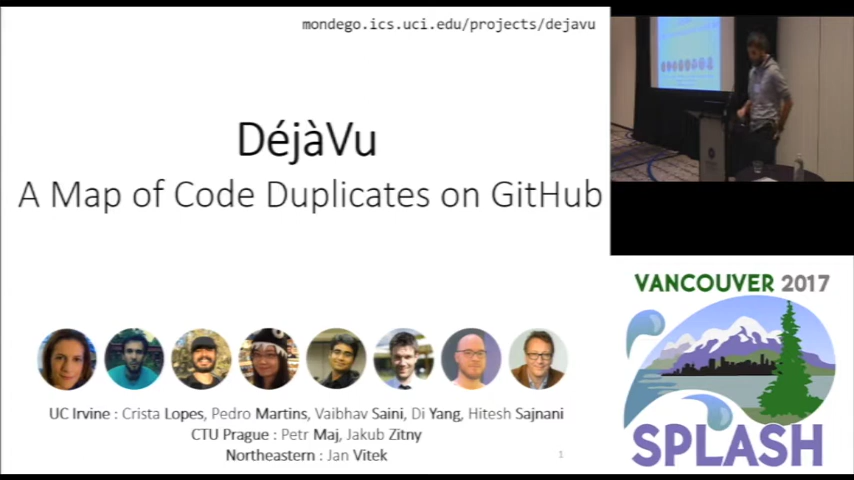 mondego.ics.uci.edu/projects/dejavu
DéjàVu
A Map of Code Duplicates on GitHub
UC Irvine : Crista Lopes, Pedro Martins, Vaibhav Saini, Di Yang, Hitesh Sajnani
CTU Prague : Petr Maj, Jakub Zitny
Northeastern : Jan Vitek
1
VANCOUVER 2017
SPLASH